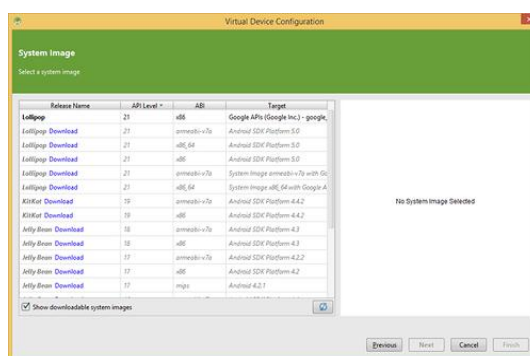 Virtual Device Configuration
System Image
Select a system image
Release Name API Level ABI Target
Lollipop 21 x86 Google APIs (Google Inc.) - google_
Lollipop Download 21 armeabi-v7a Android SDK Platform 5.0
Lollipop Download 21 x86_64 Android SDK Platform 5.0
Lollipop Download 21 x86 Android SDK Platform 5.0
Lollipop Download 21 armeabi-v7a System Image armeabi-v7a with Go
Lollipop Download 21 x86_64 System Image x86_64 with Google A
KitKat Download 19 armeabi-v7a Android SDK Platform 4.4.2
KitKat Download 19 x86 Android SDK Platform 4.4.2
Jelly Bean Download 18 armeabi-v7a Android SDK Platform 4.3
Jelly Bean Download 18 x86 Android SDK Platform 4.3
Jelly Bean Download 17 armeabi-v7a Android SDK Platform 4.2.2
Jelly Bean Download 17 x86 Android SDK Platform 4.2
Jelly Bean Download 17 mips Android 4.2.1
No System Image Selected
Show downloadable system images
Previous Next Cancel Finish